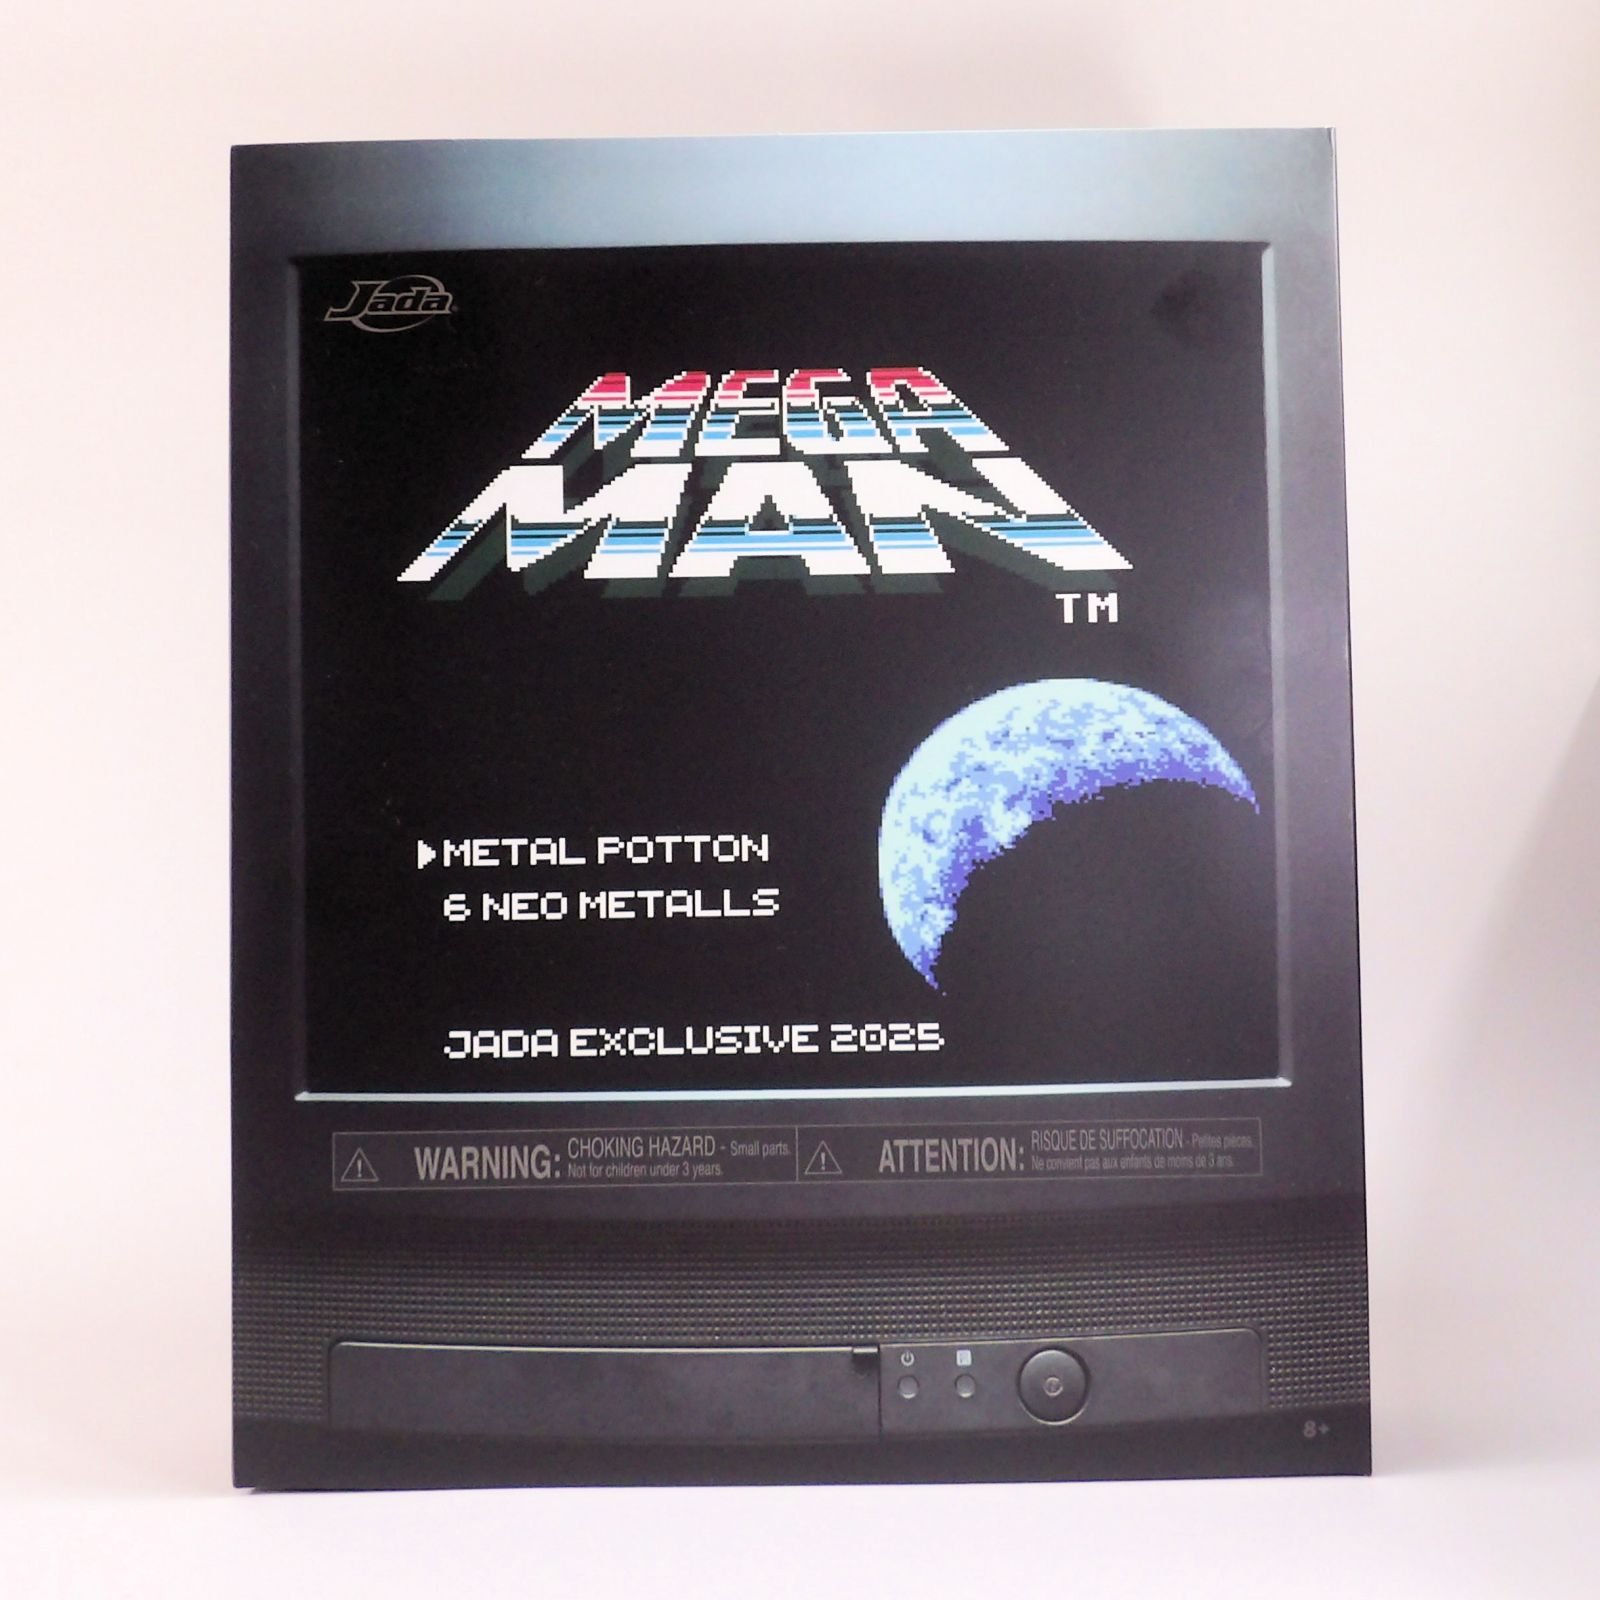 Jada
MEGA
MAN
TM
METAL POTTON
6 NEO METALLS
JADA EXCLUSIVE 2025
WARNING: CHOKING HAZARD - Small parts.
Not for children under 3 years.
ATTENTION: RISQUE DE SUFFOCATION - Petites pièces.
Ne convient pas aux enfants de moins de 3 ans.
8+